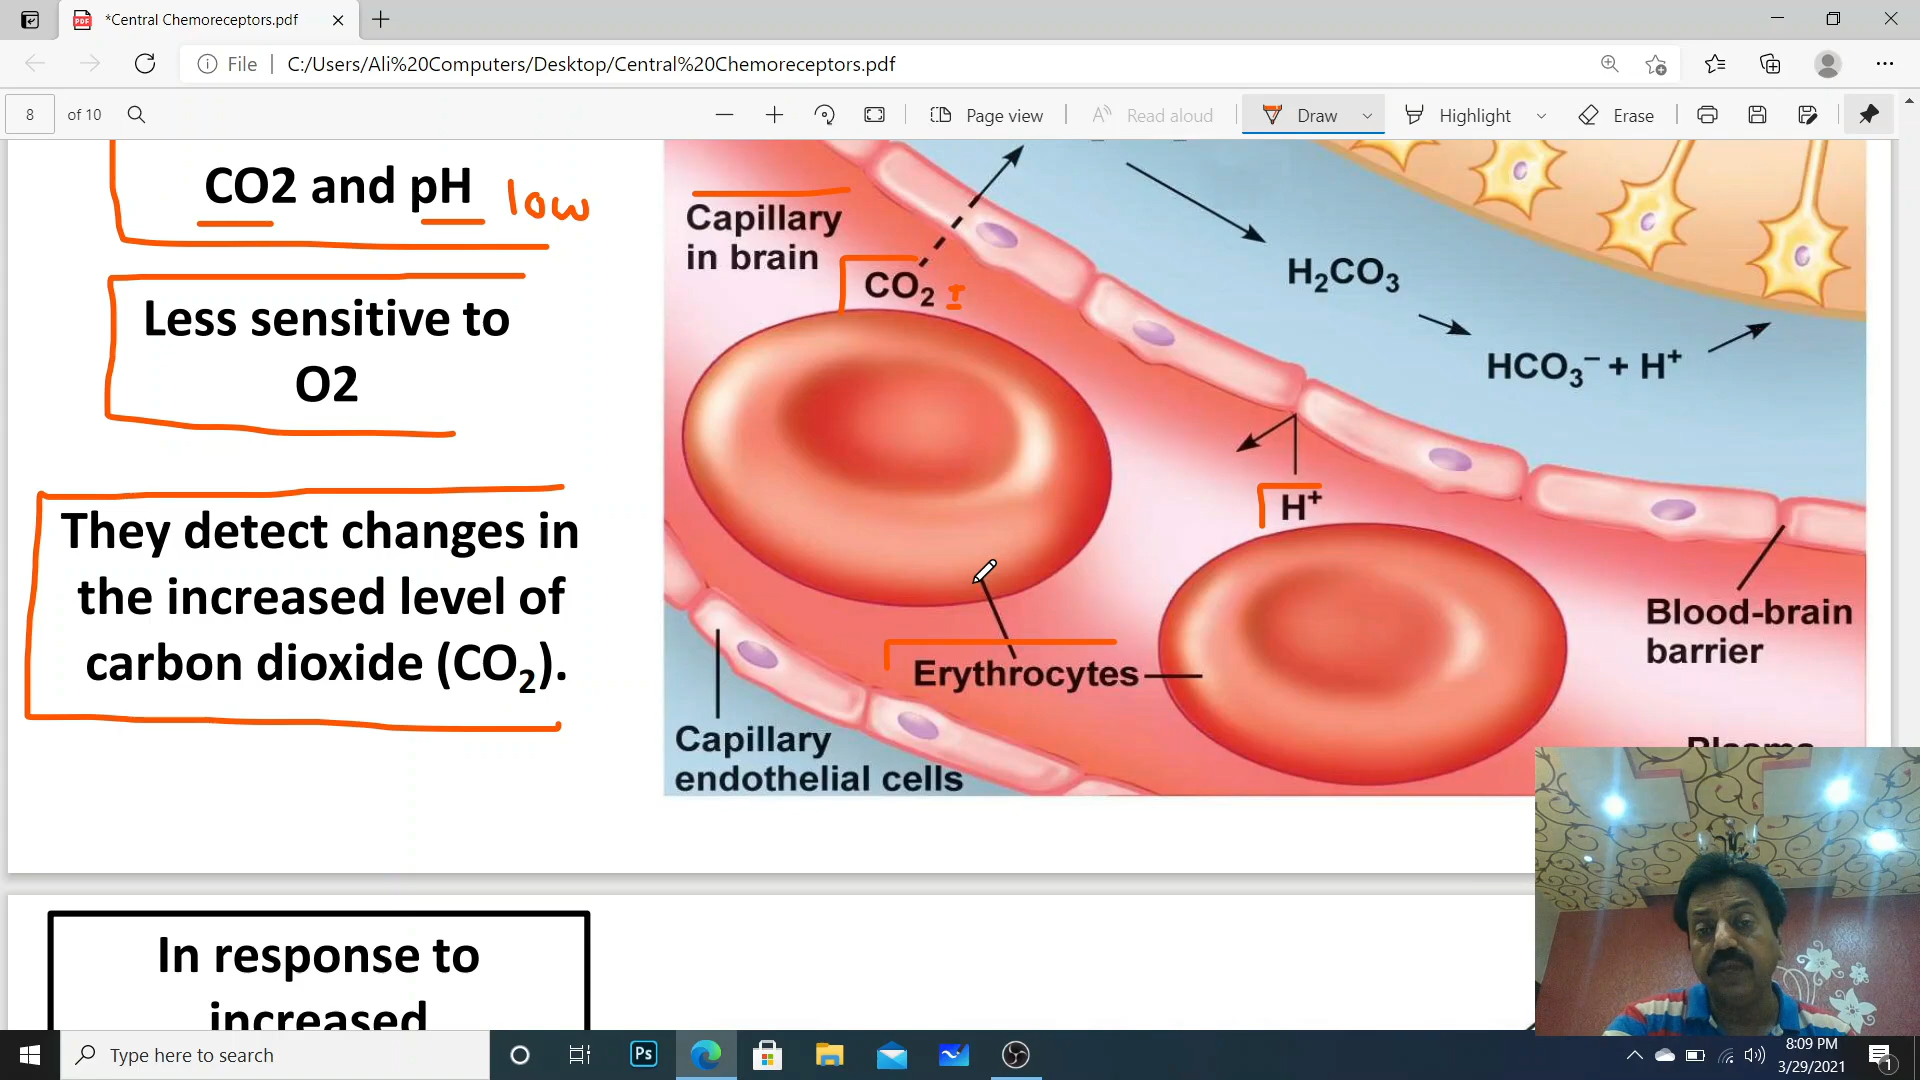 *Central Chemoreceptors.pdf
File
C:/Users/Ali%20Computers/Desktop/Central%20Chemoreceptors.pdf
8 of 10
Page view
Read aloud
Draw
Highlight
Erase
CO2 and pH low
Less sensitive to
O2
They detect changes in
the increased level of
carbon dioxide (CO₂).
Capillary
in brain
CO₂
H₂CO₃
HCO₃⁻ + H⁺
H⁺
Erythrocytes
Blood-brain
barrier
Capillary
endothelial cells
Plasma
In response to
increased
Type here to search
Ps
8:09 PM
3/29/2021
1